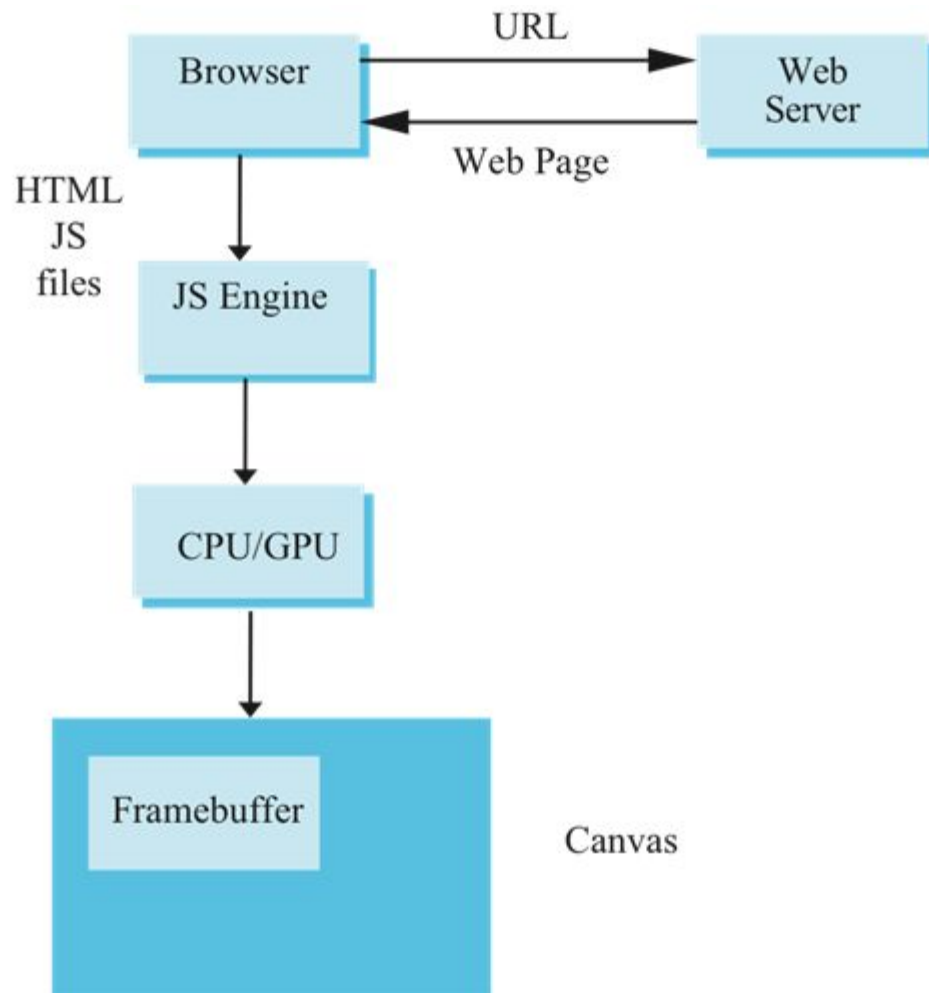 URL
Browser
Web
Server
Web Page
HTML
JS
files
JS Engine
CPU/GPU
Framebuffer
Canvas